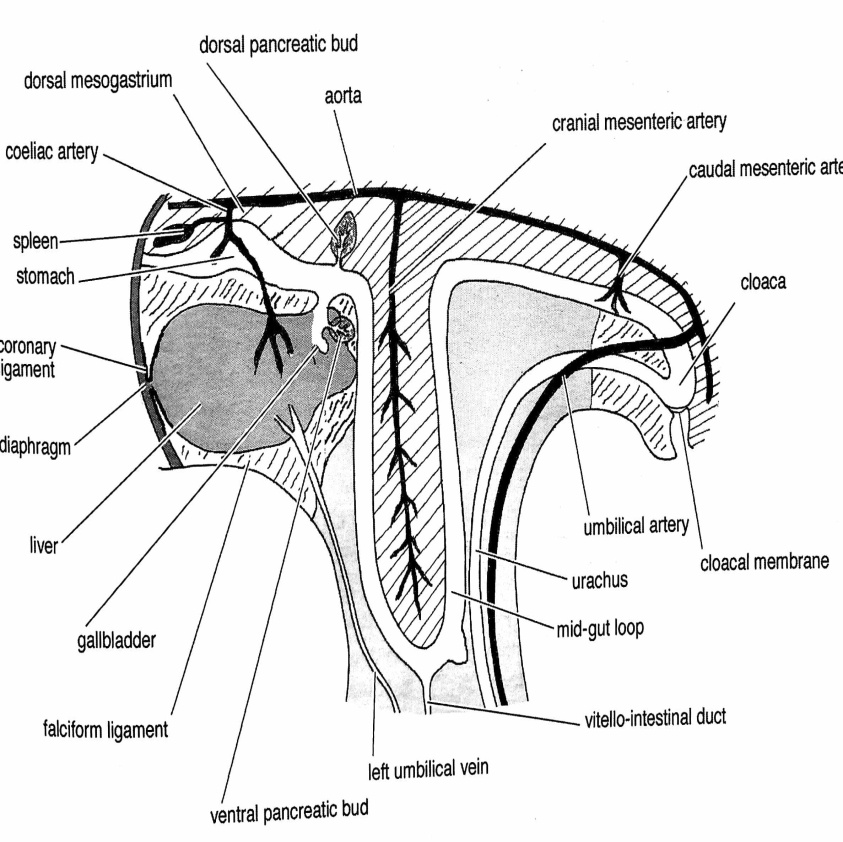 dorsal pancreatic bud
dorsal mesogastrium
aorta
cranial mesenteric artery
coeliac artery
caudal mesenteric arte
spleen
stomach
cloaca
coronary
igament
diaphragm
liver
umbilical artery
cloacal membrane
urachus
gallbladder
mid-gut loop
falciform ligament
vitello-intestinal duct
left umbilical vein
ventral pancreatic bud